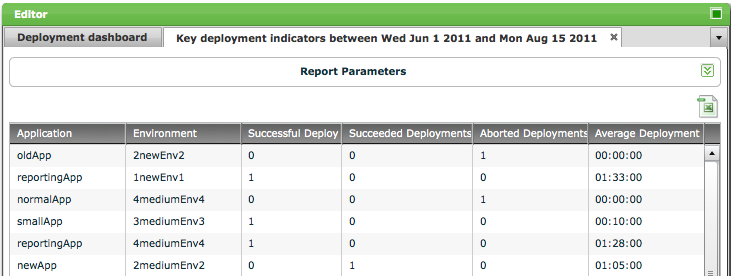 Editor
Deployment dashboard Key deployment indicators between Wed Jun 1 2011 and Mon Aug 15 2011
Report Parameters
Application Environment Successful Deploy Succeeded Deployments Aborted Deployments Average Deployment
oldApp 2newEnv2 0 0 1 00:00:00
reportingApp 1newEnv1 1 0 0 01:33:00
normalApp 4mediumEnv4 0 0 1 00:00:00
smallApp 3mediumEnv3 1 0 0 00:10:00
reportingApp 4mediumEnv4 1 0 0 01:28:00
newApp 2mediumEnv2 0 1 0 01:05:00